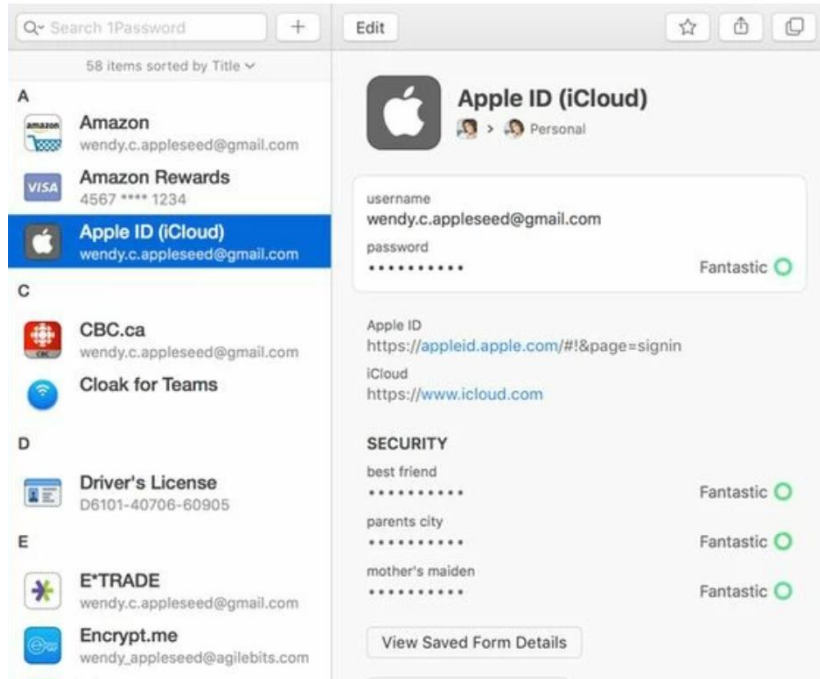 Search 1Password
58 items sorted by Title
A
amazon
Amazon
wendy.c.appleseed@gmail.com
VISA
Amazon Rewards
4567 **** 1234
Apple ID (iCloud)
wendy.c.appleseed@gmail.com
C
CBC
CBC.ca
wendy.c.appleseed@gmail.com
Cloak for Teams
D
Driver's License
D6101-40706-60905
E
E*TRADE
wendy.c.appleseed@gmail.com
Encrypt.me
wendy_appleseed@agilebits.com
Edit
Apple ID (iCloud)
> Personal
username
wendy.c.appleseed@gmail.com
password
••••••••••
Fantastic
Apple ID
https://appleid.apple.com/#!&page=signin
iCloud
https://www.icloud.com
SECURITY
best friend
••••••••••
Fantastic
parents city
••••••••••
Fantastic
mother's maiden
••••••••••
Fantastic
View Saved Form Details